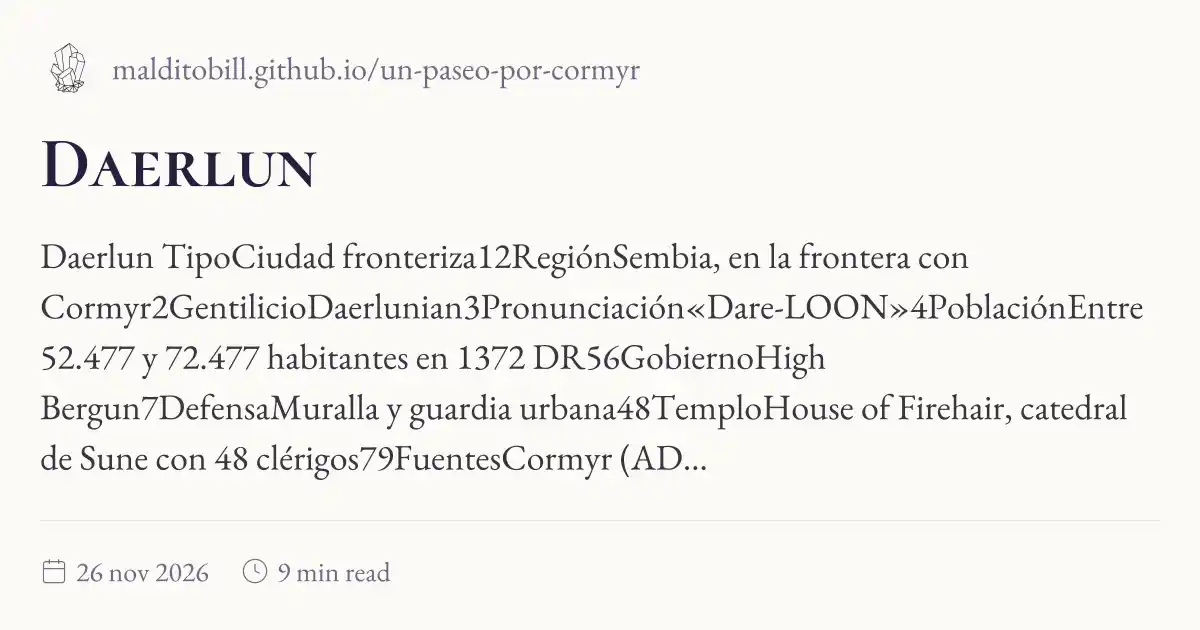 malditobill.github.io/un-paseo-por-cormyr
Daerlun
Daerlun TipoCiudad fronteriza12RegiónSembia, en la frontera con
Cormyr2GentilicioDaerlunian3Pronunciación«Dare-LOON»4PoblaciónEntre
52.477 y 72.477 habitantes en 1372 DR56GobiernoHigh
Bergun7DefensaMuralla y guardia urbana48TemploHouse of Firehair, catedral
de Sune con 48 clérigos79FuentesCormyr (AD...
26 nov 2026 9 min read